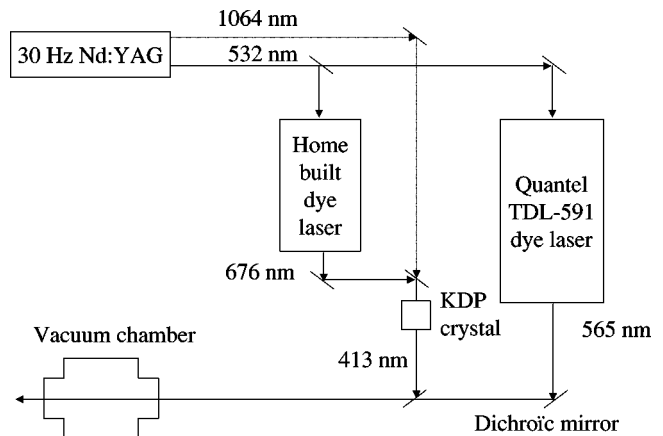 1064 nm
30 Hz Nd:YAG
532 nm
Home
built
dye
laser
Quantel
TDL-591
dye laser
676 nm
KDP
crystal
565 nm
Vacuum chamber
413 nm
Dichroïc mirror